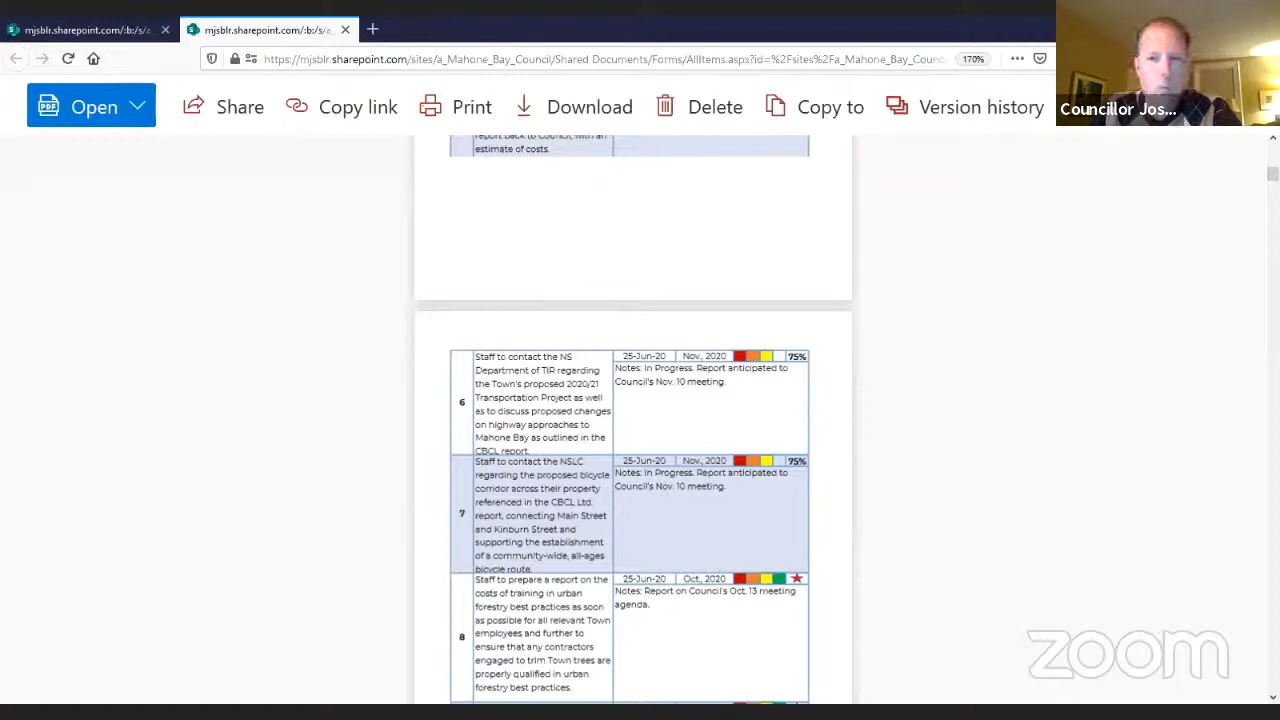 mjsblr.sharepoint.com/:b:/s/a_
mjsblr.sharepoint.com/:b:/s/a_
https://mjsblr.sharepoint.com/sites/a_Mahone_Bay_Council/Shared Documents/Forms/AllItems.aspx?id=%2Fsites%2Fa_Mahone_Bay_Counc
170%
Councillor Jos...
PDF Open
Share
Copy link
Print
Download
Delete
Copy to
Version history
report back to Council, with an
estimate of costs.
6
Staff to contact the NS
Department of TIR regarding
the Town's proposed 2020/21
Transportation Project as well
as to discuss proposed changes
on highway approaches to
Mahone Bay as outlined in the
CBCL report.
25-Jun-20 Nov., 2020 75%
Notes: In Progress. Report anticipated to
Council's Nov. 10 meeting.
7
Staff to contact the NSLC
regarding the proposed bicycle
corridor across their property
referenced in the CBCL Ltd.
report, connecting Main Street
and Kinburn Street and
supporting the establishment
of a community-wide, all-ages
bicycle route.
25-Jun-20 Nov., 2020 75%
Notes: In Progress. Report anticipated to
Council's Nov. 10 meeting.
8
Staff to prepare a report on the
costs of training in urban
forestry best practices as soon
as possible for all relevant Town
employees and further to
ensure that any contractors
engaged to trim Town trees are
properly qualified in urban
forestry best practices.
25-Jun-20 Oct., 2020
Notes: Report on Council's Oct. 13 meeting
agenda.
zoom